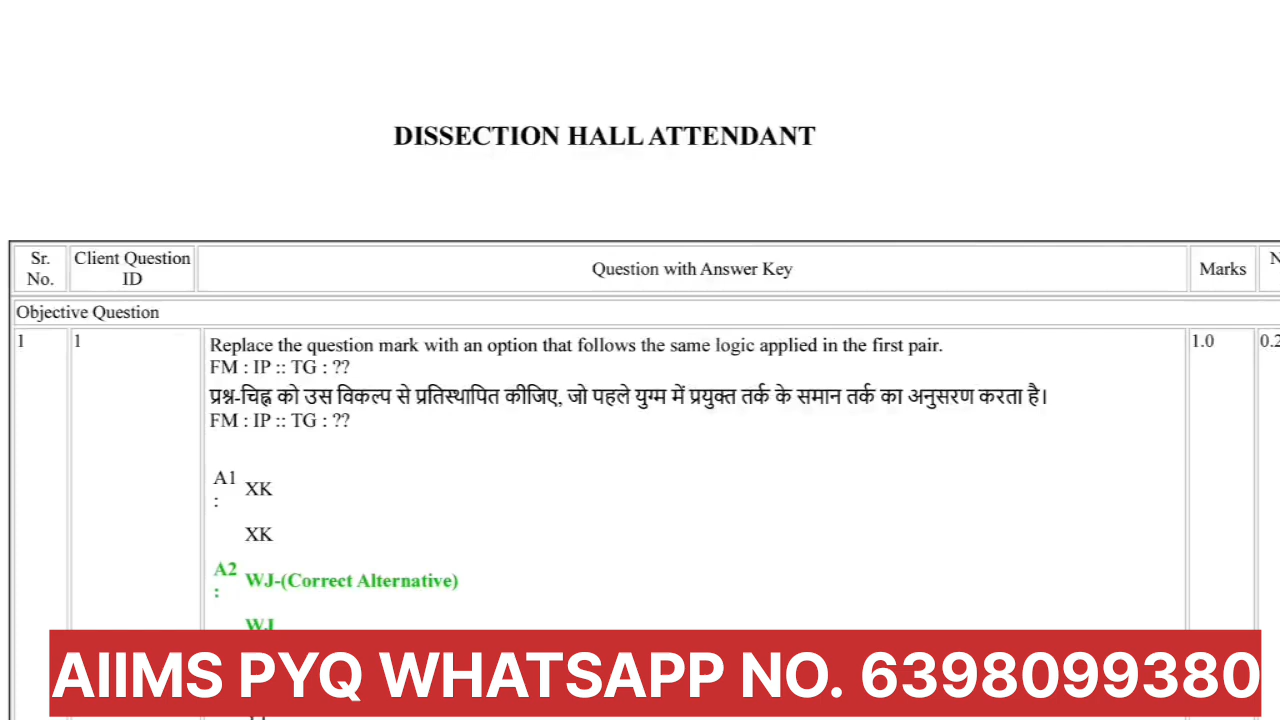 DISSECTION HALL ATTENDANT
Sr. No.
Client Question ID
Question with Answer Key
Marks
N
Objective Question
1
1
Replace the question mark with an option that follows the same logic applied in the first pair.
1.0
0.2
FM : IP :: TG : ??
प्रश्न-चिह्न को उस विकल्प से प्रतिस्थापित कीजिए, जो पहले युग्म में प्रयुक्त तर्क के समान तर्क का अनुसरण करता है।
FM : IP :: TG : ??
A1 :
XK
XK
A2 :
WJ-(Correct Alternative)
WJ
AIIMS PYQ WHATSAPP NO. 6398099380